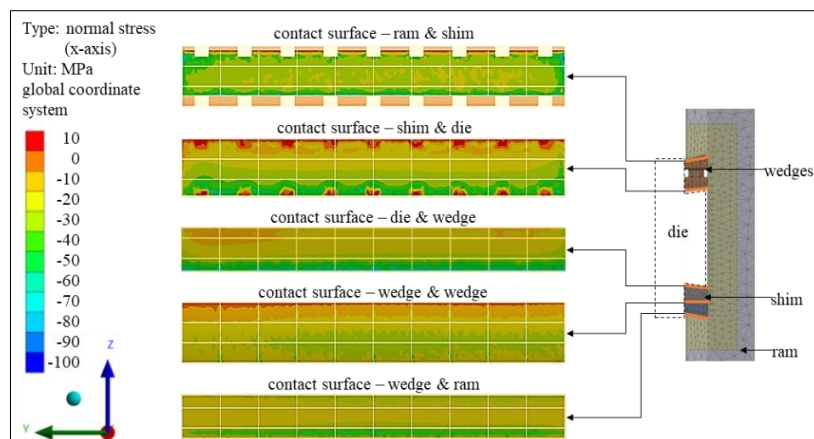 Type: normal stress
(x-axis)
Unit: MPa
global coordinate
system
10
0
-10
-20
-30
-40
-50
-60
-70
-80
-90
-100
Z
Y
contact surface – ram & shim
contact surface – shim & die
contact surface – die & wedge
contact surface – wedge & wedge
contact surface – wedge & ram
wedges
die
shim
ram